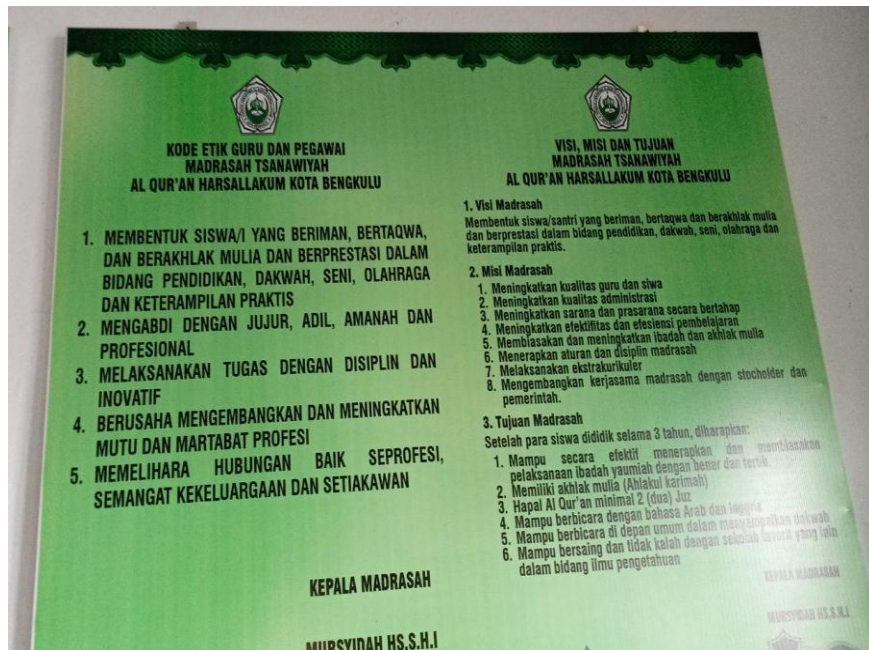 KODE ETIK GURU DAN PEGAWAI
MADRASAH TSANAWIYAH
AL QUR'AN HARSALLAKUM KOTA BENGKULU
1. MEMBENTUK SISWA/I YANG BERIMAN, BERTAQWA,
DAN BERAKHLAK MULIA DAN BERPRESTASI DALAM
BIDANG PENDIDIKAN, DAKWAH, SENI, OLAHRAGA
DAN KETERAMPILAN PRAKTIS
2. MENGABDI DENGAN JUJUR, ADIL, AMANAH DAN
PROFESIONAL
3. MELAKSANAKAN TUGAS DENGAN DISIPLIN DAN
INOVATIF
4. BERUSAHA MENGEMBANGKAN DAN MENINGKATKAN
MUTU DAN MARTABAT PROFESI
5. MEMELIHARA HUBUNGAN BAIK SEPROFESI,
SEMANGAT KEKELUARGAAN DAN SETIAKAWAN
KEPALA MADRASAH
MURSYIDAH HS,S.H.I
VISI, MISI DAN TUJUAN
MADRASAH TSANAWIYAH
AL QUR'AN HARSALLAKUM KOTA BENGKULU
1. Visi Madrasah
Membentuk siswa/santri yang beriman, bertaqwa dan berakhlak mulia
dan berprestasi dalam bidang pendidikan, dakwah, seni, olahraga dan
keterampilan praktis.
2. Misi Madrasah
1. Meningkatkan kualitas guru dan siwa
2. Meningkatkan kualitas administrasi
3. Meningkatkan sarana dan prasarana secara bertahap
4. Meningkatkan efektifitas dan efesiensi pembelajaran
5. Membiasakan dan meningkatkan ibadah dan akhlak mulia
6. Menerapkan aturan dan disiplin madrasah
7. Melaksanakan ekstrakurikuler
8. Mengembangkan kerjasama madrasah dengan stocholder dan
pemerintah.
3. Tujuan Madrasah
Setelah para siswa dididik selama 3 tahun, diharapkan:
1. Mampu secara efektif menerapkan dan membiasakan
pelaksanaan ibadah yaumiah dengan benar dan tertib.
2. Memiliki akhlak mulia (Ahlakul karimah)
3. Hapal Al Qur'an minimal 2 (dua) Juz
4. Mampu berbicara dengan bahasa Arab dan Inggris
5. Mampu berbicara di depan umum dalam menyampaikan dakwah
6. Mampu bersaing dan tidak kalah dengan sekolah favorit yang lain
dalam bidang ilmu pengetahuan
KEPALA MADRASAH
MURSYIDAH HS,S.H.I